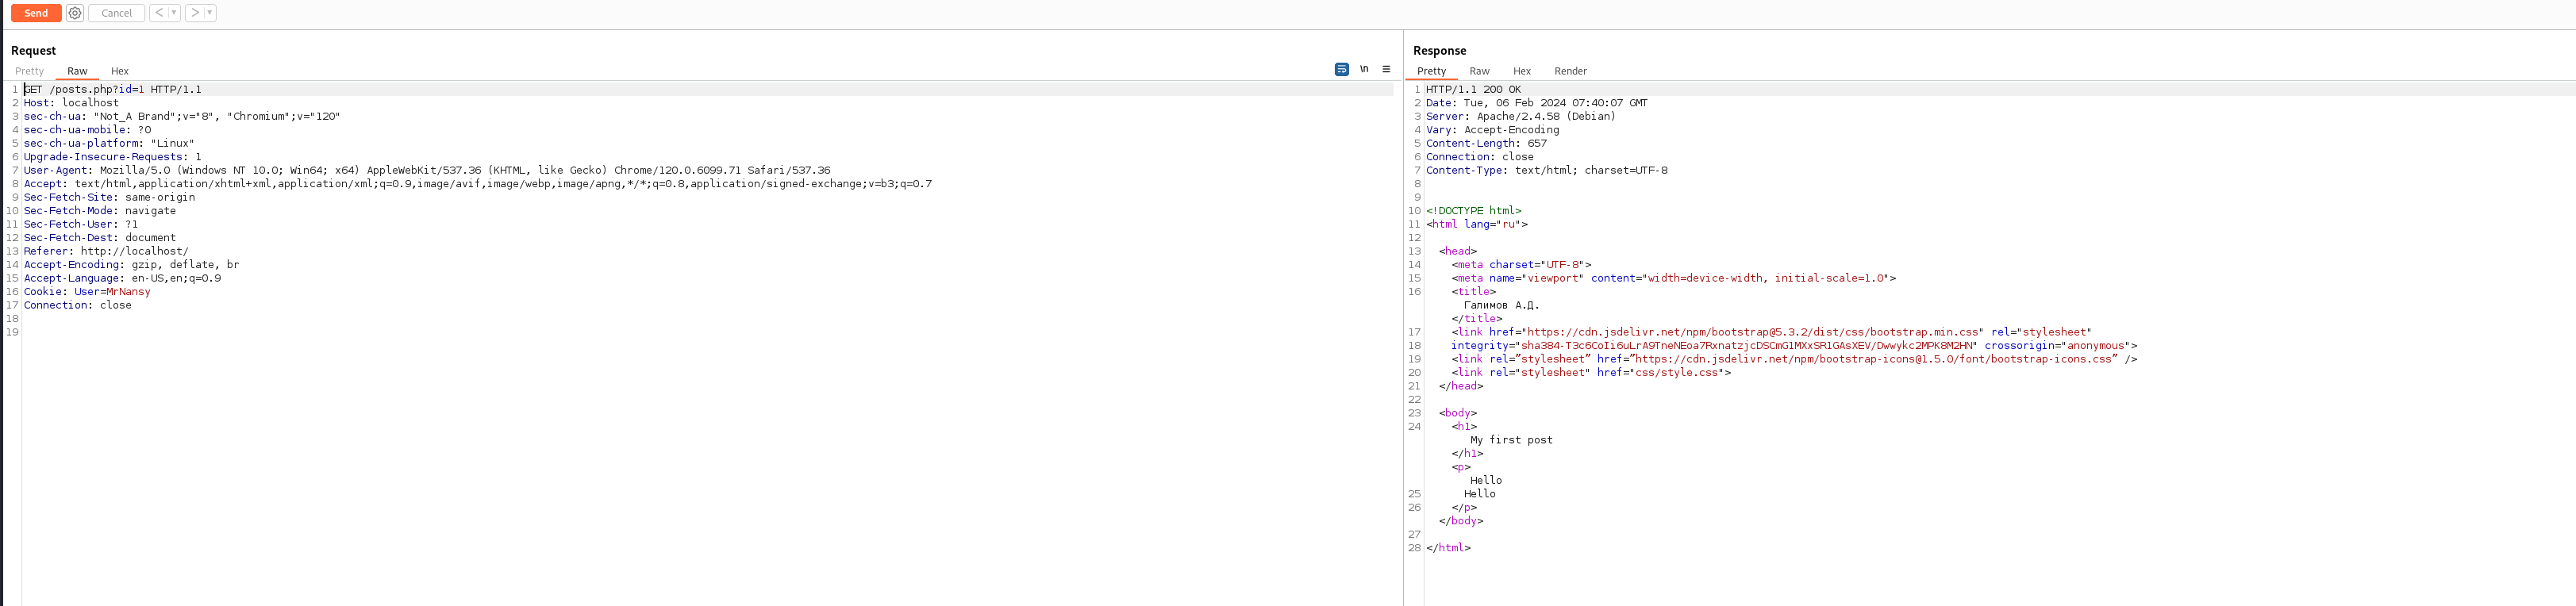 Send Cancel < ▼ > ▼
Request
Pretty Raw Hex \n
1 GET /posts.php?id=1 HTTP/1.1
2 Host: localhost
3 sec-ch-ua: "Not_A Brand";v="8", "Chromium";v="120"
4 sec-ch-ua-mobile: ?0
5 sec-ch-ua-platform: "Linux"
6 Upgrade-Insecure-Requests: 1
7 User-Agent: Mozilla/5.0 (Windows NT 10.0; Win64; x64) AppleWebKit/537.36 (KHTML, like Gecko) Chrome/120.0.6099.71 Safari/537.36
8 Accept: text/html,application/xhtml+xml,application/xml;q=0.9,image/avif,image/webp,image/apng,*/*;q=0.8,application/signed-exchange;v=b3;q=0.7
9 Sec-Fetch-Site: same-origin
10 Sec-Fetch-Mode: navigate
11 Sec-Fetch-User: ?1
12 Sec-Fetch-Dest: document
13 Referer: http://localhost/
14 Accept-Encoding: gzip, deflate, br
15 Accept-Language: en-US,en;q=0.9
16 Cookie: User=MrNansy
17 Connection: close
18
19
Response
Pretty Raw Hex Render
1 HTTP/1.1 200 OK
2 Date: Tue, 06 Feb 2024 07:40:07 GMT
3 Server: Apache/2.4.58 (Debian)
4 Vary: Accept-Encoding
5 Content-Length: 657
6 Connection: close
7 Content-Type: text/html; charset=UTF-8
8
9
10 <!DOCTYPE html>
11 <html lang="ru">
12
13 <head>
14 <meta charset="UTF-8">
15 <meta name="viewport" content="width=device-width, initial-scale=1.0">
16 <title>
Галимов А.Д.
</title>
17 <link href="https://cdn.jsdelivr.net/npm/bootstrap@5.3.2/dist/css/bootstrap.min.css" rel="stylesheet"
18 integrity="sha384-T3c6CoIi6uLrA9TneNEoa7RxnatzjcDSCmG1MXxSR1GAsXEV/Dwwykc2MPK8M2HN" crossorigin="anonymous">
19 <link rel=”stylesheet” href=”https://cdn.jsdelivr.net/npm/bootstrap-icons@1.5.0/font/bootstrap-icons.css” />
20 <link rel="stylesheet" href="css/style.css">
21 </head>
22
23 <body>
24 <h1>
My first post
</h1>
<p>
Hello
25 Hello
26 </p>
</body>
27
28 </html>